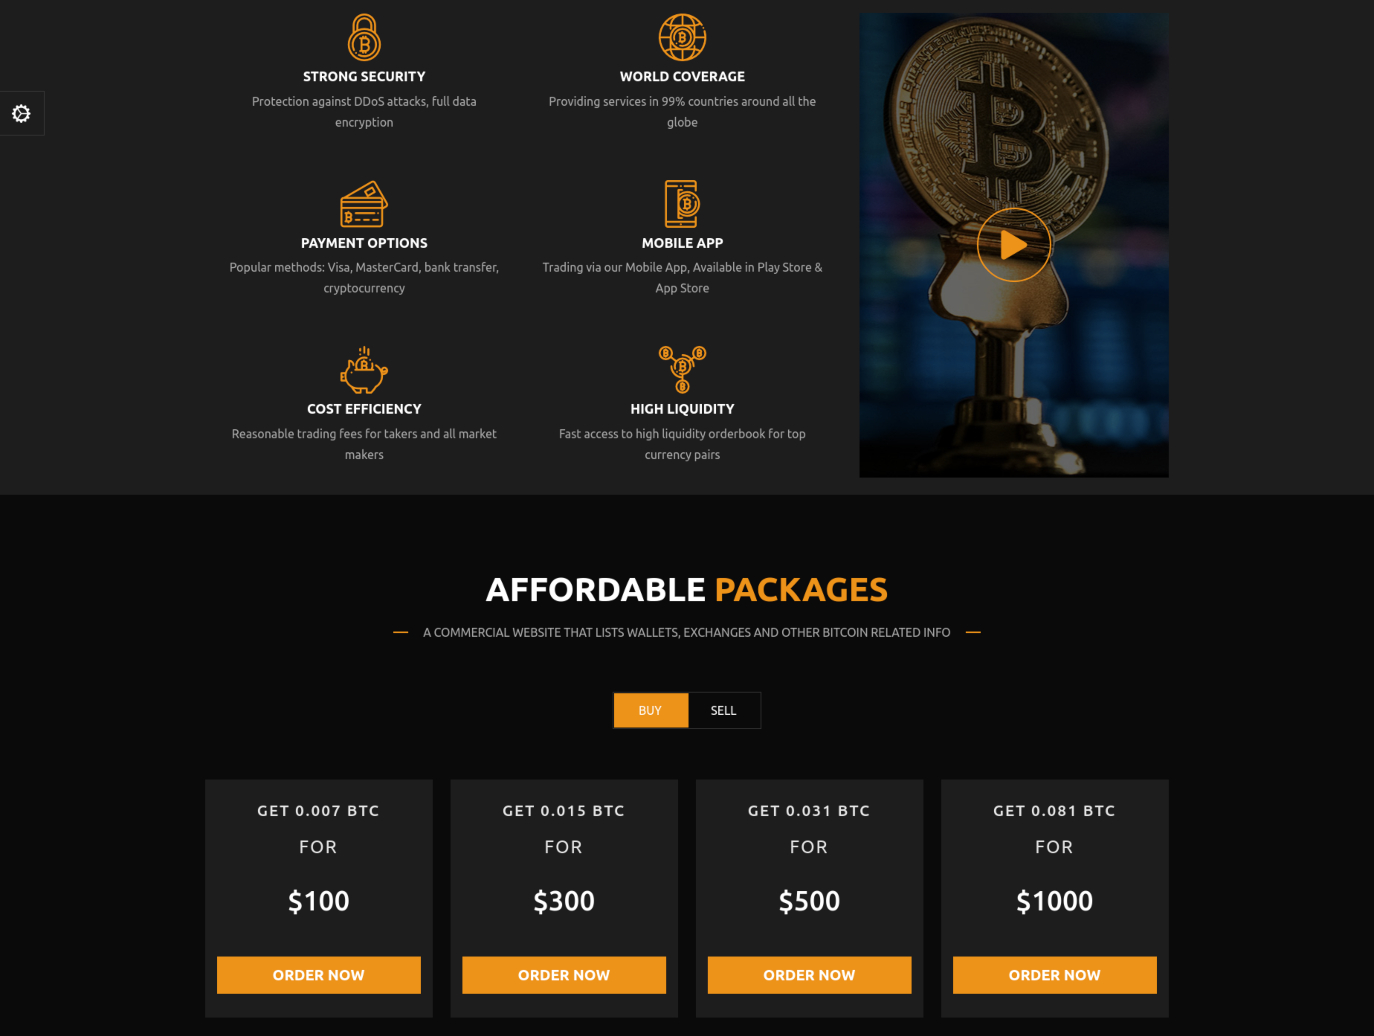 STRONG SECURITY
Protection against DDoS attacks, full data
encryption
WORLD COVERAGE
Providing services in 99% countries around all the
globe
PAYMENT OPTIONS
Popular methods: Visa, MasterCard, bank transfer,
cryptocurrency
MOBILE APP
Trading via our Mobile App, Available in Play Store &
App Store
COST EFFICIENCY
Reasonable trading fees for takers and all market
makers
HIGH LIQUIDITY
Fast access to high liquidity orderbook for top
currency pairs
AFFORDABLE PACKAGES
A COMMERCIAL WEBSITE THAT LISTS WALLETS, EXCHANGES AND OTHER BITCOIN RELATED INFO
BUY
SELL
GET 0.007 BTC
FOR
$100
ORDER NOW
GET 0.015 BTC
FOR
$300
ORDER NOW
GET 0.031 BTC
FOR
$500
ORDER NOW
GET 0.081 BTC
FOR
$1000
ORDER NOW